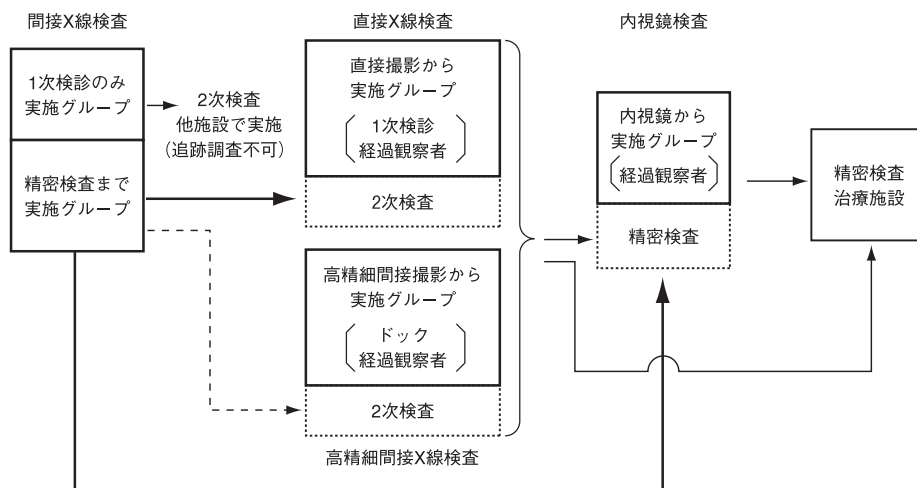 間接X線検査
1次検診のみ
実施グループ
精密検査まで
実施グループ
2次検査
他施設で実施
（追跡調査不可）
直接X線検査
直接撮影から
実施グループ
1次検診
経過観察者
2次検査
高精細間接撮影から
実施グループ
ドック
経過観察者
2次検査
高精細間接X線検査
内視鏡検査
内視鏡から
実施グループ
経過観察者
精密検査
精密検査
治療施設